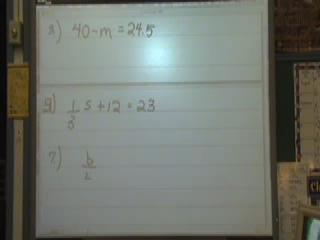 8) 40-m = 24.5
9) 1/3 s + 12 = 23
7) b/2